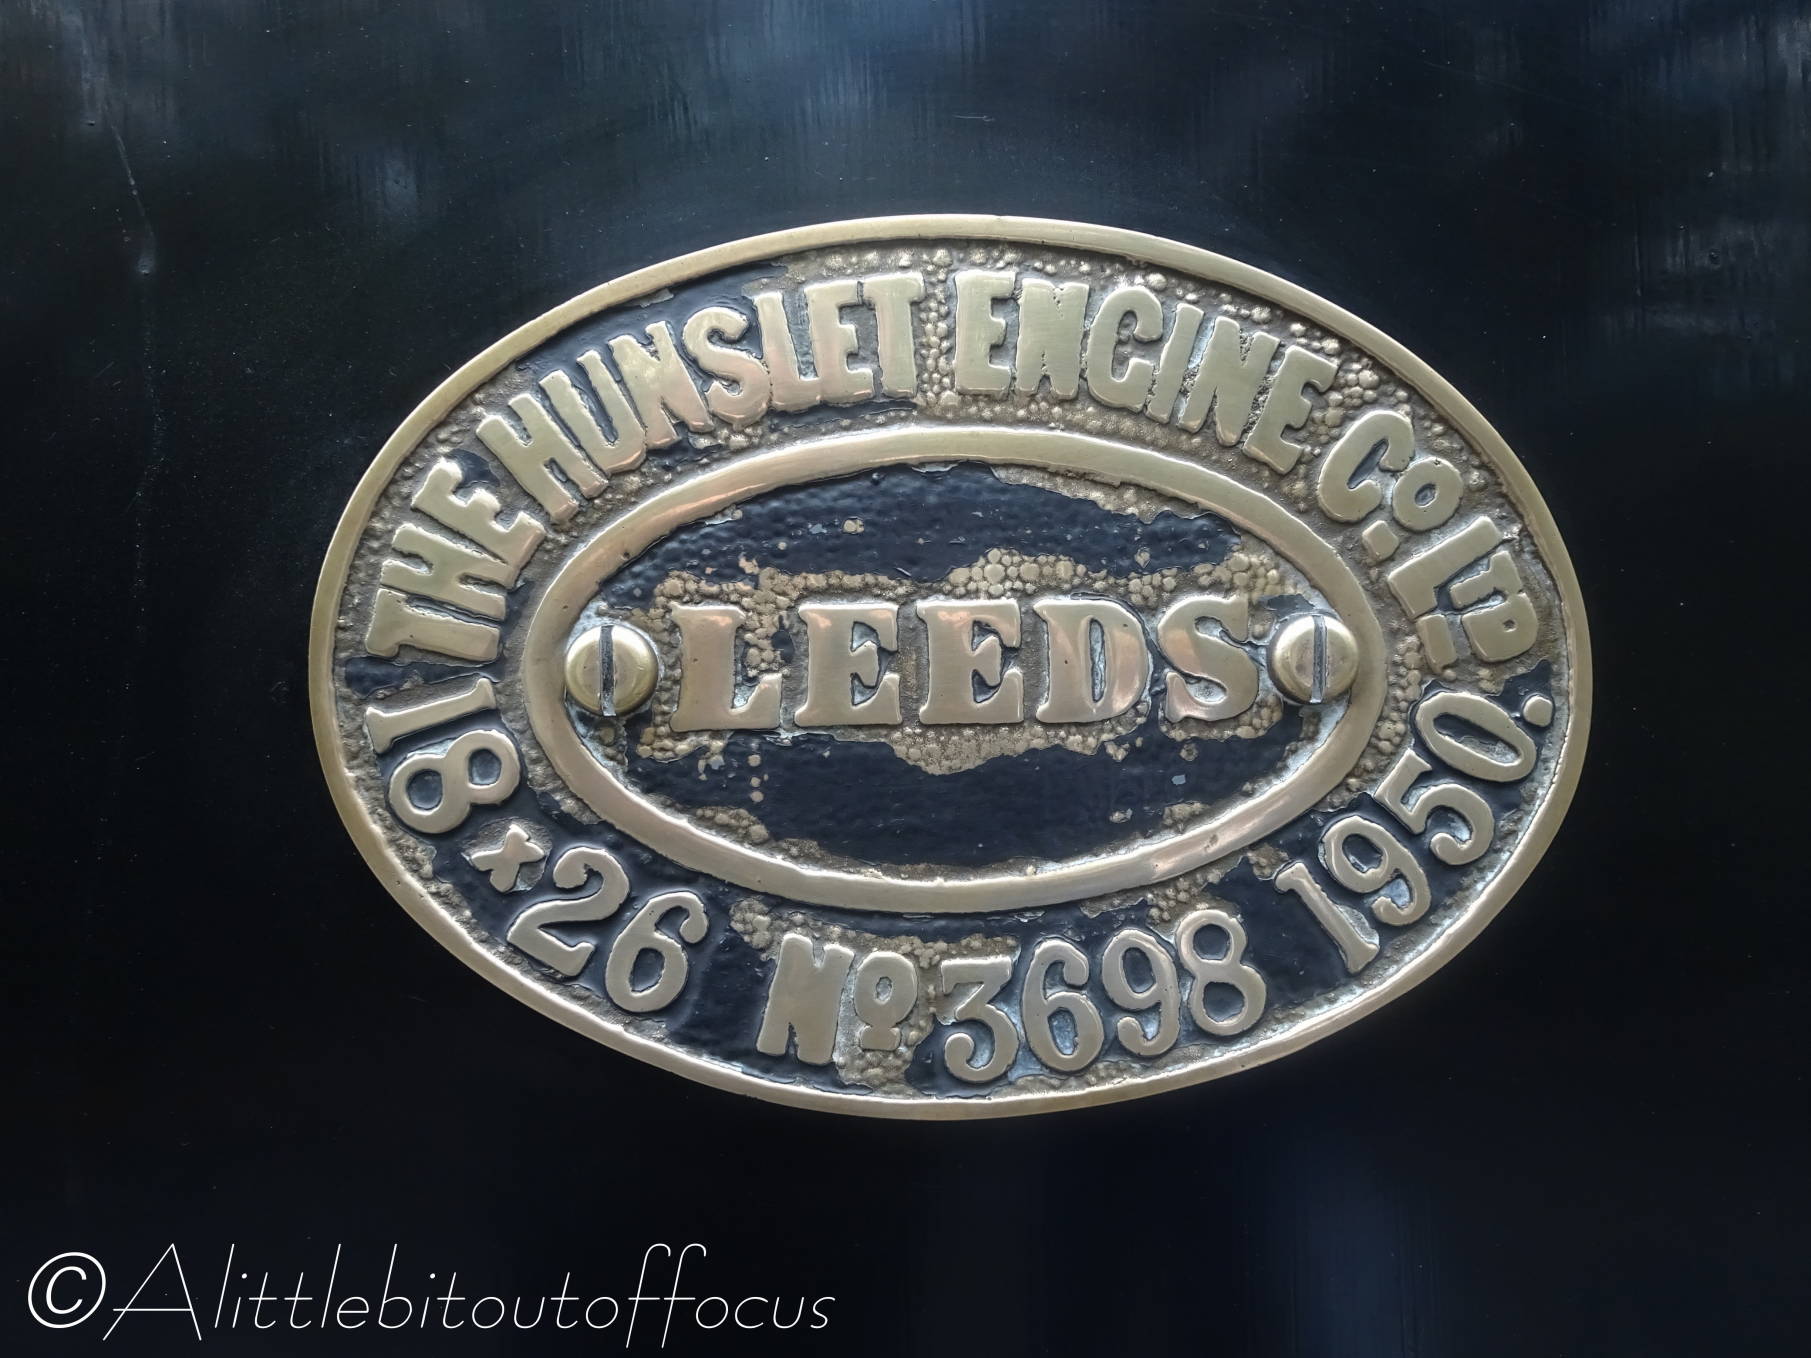 THE HUNSLET ENGINE Co. LTD
LEEDS
18 x 26 No 3698 1950.
©Alittlebitoutoffocus